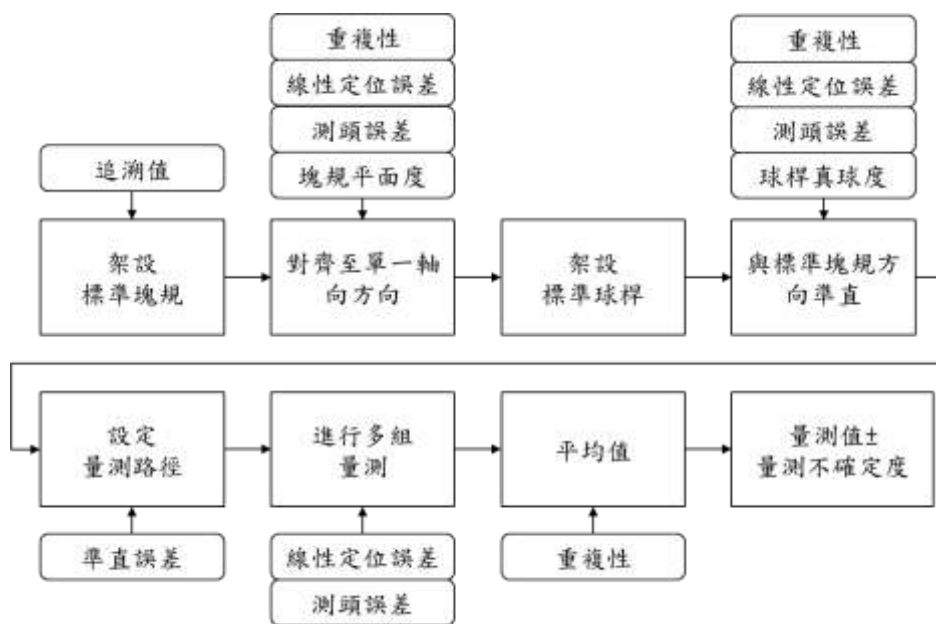 重複性
線性定位誤差
測頭誤差
塊規平面度
重複性
線性定位誤差
測頭誤差
球桿真球度
追溯值
架設
標準塊規
對齊至單一軸
向方向
架設
標準球桿
與標準塊規方
向準直
設定
量測路徑
進行多組
量測
平均值
量測值±
量測不確定度
準直誤差
線性定位誤差
測頭誤差
重複性